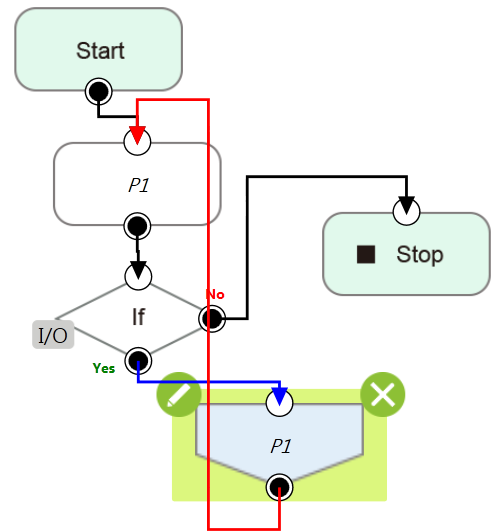 Start
P1
Stop
No
If
I/O
Yes
P1